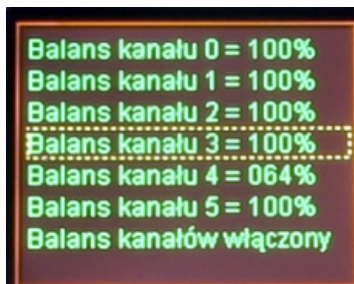 Balans kanału 0 = 100%
Balans kanału 1 = 100%
Balans kanału 2 = 100%
Balans kanału 3 = 100%
Balans kanału 4 = 064%
Balans kanału 5 = 100%
Balans kanałów włączony